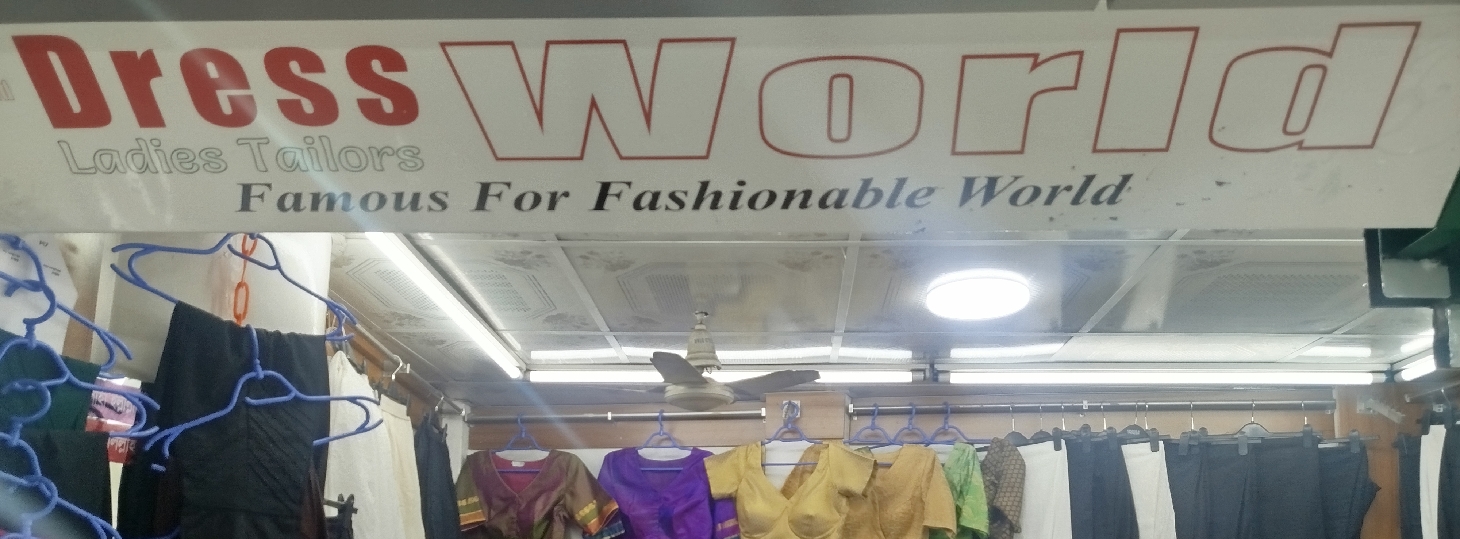 Dress World
Ladies Tailors
Famous For Fashionable World